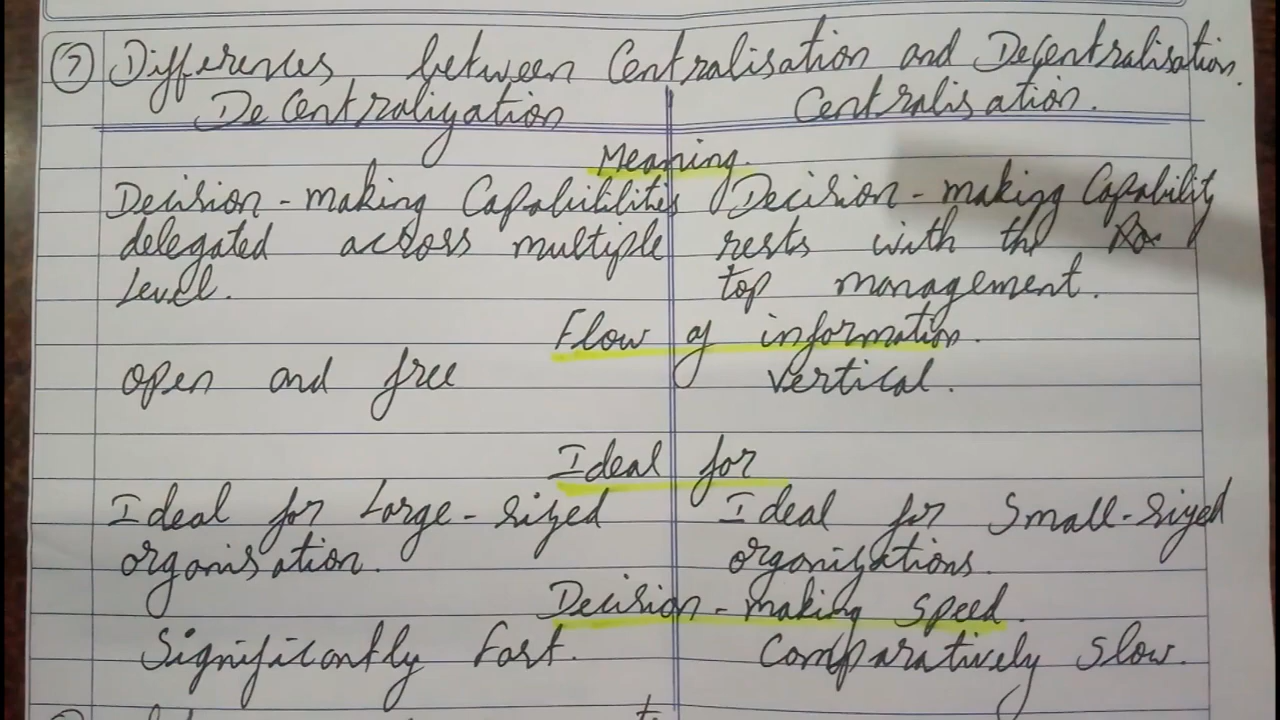 7 Differences between Centralisation and Decentralisation.
Decentralization Centralisation.
Meaning.
Decision-making Capabilities Decision-making Capability
delegated across multiple rests with the
level. top management.
Flow of information.
open and free vertical.
Ideal for
Ideal for Large-sized Ideal for Small-sized
organisation. organizations.
Decision-making speed.
Significantly Fast. Comparatively Slow.